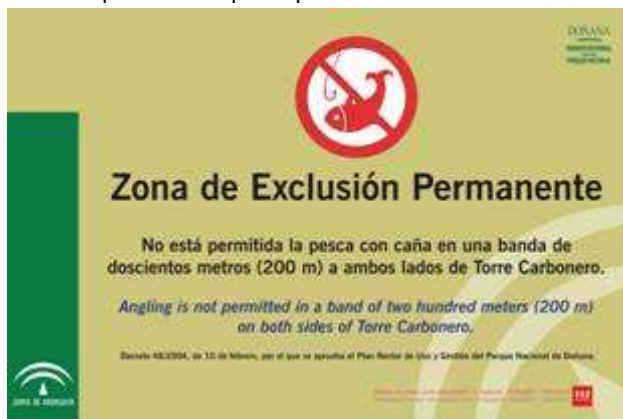 DOÑANA
Zona de Exclusión Permanente
No está permitida la pesca con caña en una banda de
doscientos metros (200 m) a ambos lados de Torre Carbonero.
Angling is not permitted in a band of two hundred meters (200 m)
on both sides of Torre Carbonero.
Decreto 48/2004, de 10 de febrero, por el que se aprueba el Plan Rector de Uso y Gestión del Parque Nacional de Doñana.
JUNTA DE ANDALUCIA
112